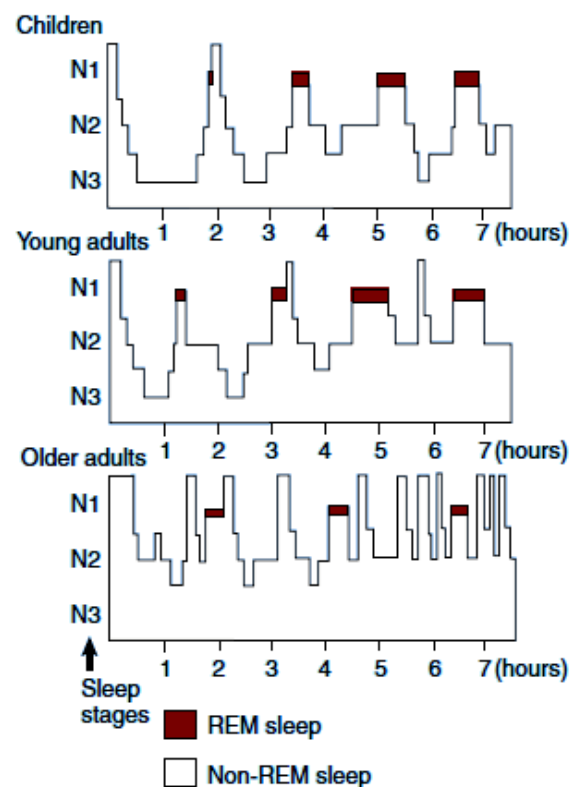 Children
N1
N2
N3
1 2 3 4 5 6 7 (hours)
Young adults
N1
N2
N3
1 2 3 4 5 6 7 (hours)
Older adults
N1
N2
N3
1 2 3 4 5 6 7 (hours)
Sleep
stages
REM sleep
Non-REM sleep